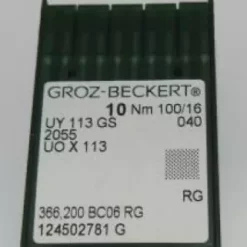 GROZ-BECKERT®
10 Nm 100/16
UY 113 GS 040
2055
UO X 113
RG
366,200 BC06 RG
124502781 G